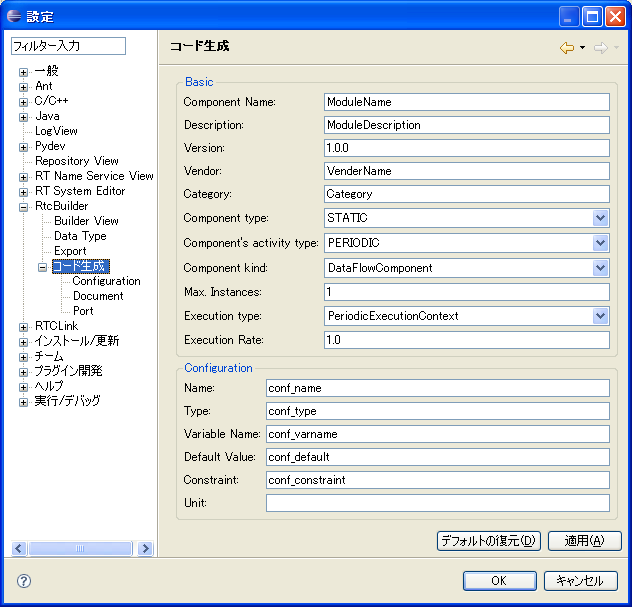 設定
フィルター入力
一般
Ant
C/C++
Java
LogView
Pydev
Repository View
RT Name Service View
RT System Editor
RtcBuilder
Builder View
Data Type
Export
コード生成
Configuration
Document
Port
RTCLink
インストール/更新
チーム
プラグイン開発
ヘルプ
実行/デバッグ
コード生成
Basic
Component Name: ModuleName
Description: ModuleDescription
Version: 1.0.0
Vendor: VenderName
Category: Category
Component type: STATIC
Component's activity type: PERIODIC
Component kind: DataFlowComponent
Max. Instances: 1
Execution type: PeriodicExecutionContext
Execution Rate: 1.0
Configuration
Name: conf_name
Type: conf_type
Variable Name: conf_varname
Default Value: conf_default
Constraint: conf_constraint
Unit:
デフォルトの復元(D) 適用(A)
? OK キャンセル